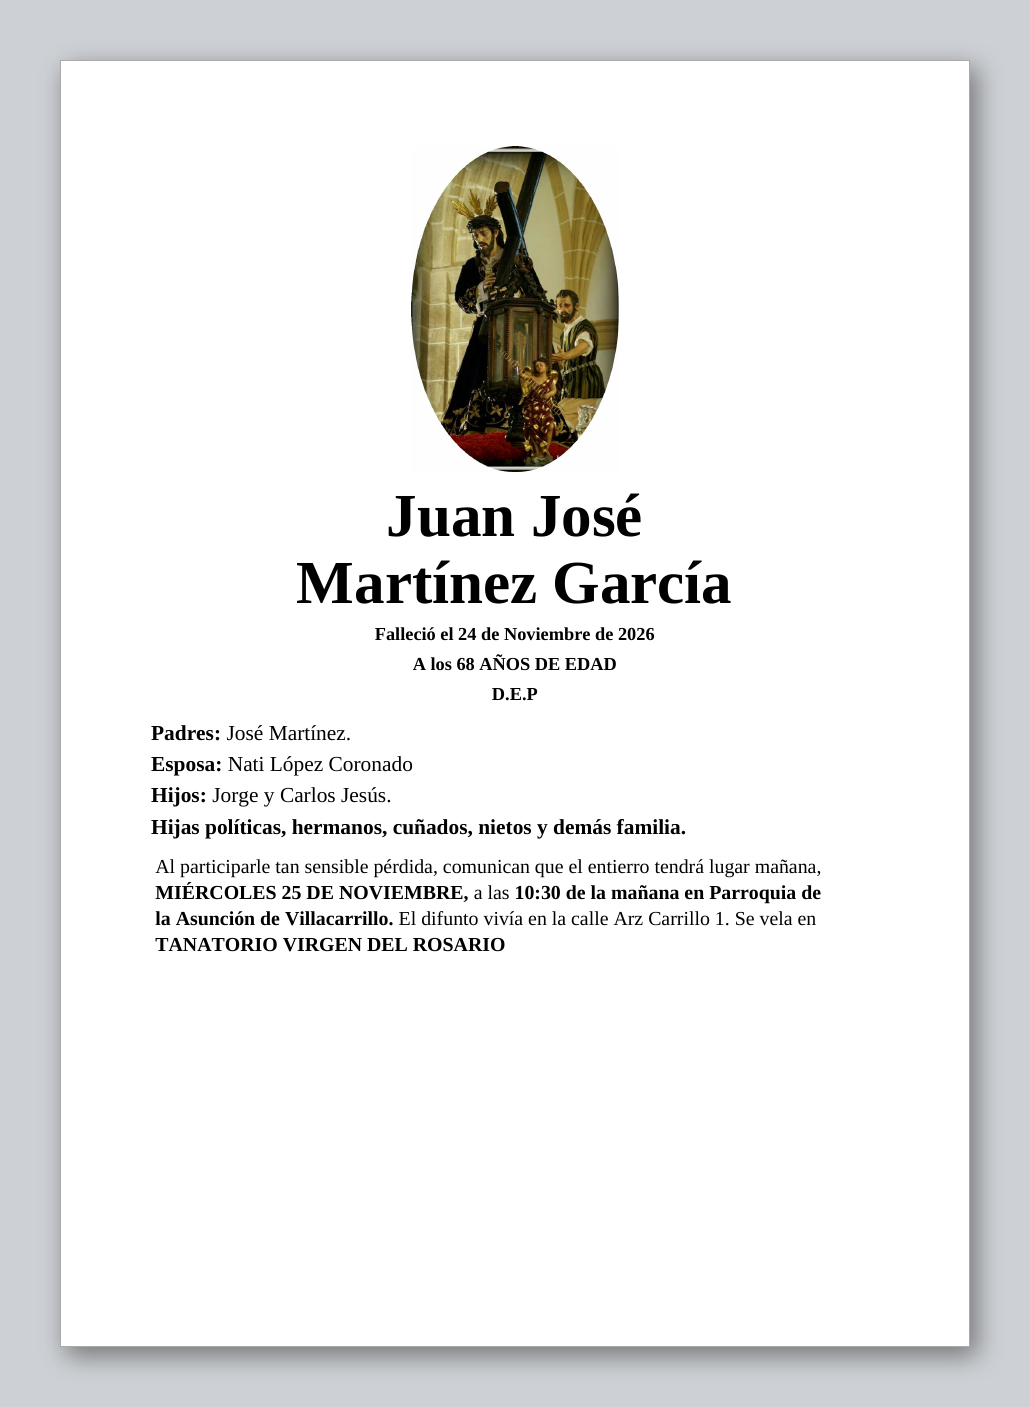 Juan José
Martínez García
Falleció el 24 de Noviembre de 2026
A los 68 AÑOS DE EDAD
D.E.P
Padres: José Martínez.
Esposa: Nati López Coronado
Hijos: Jorge y Carlos Jesús.
Hijas políticas, hermanos, cuñados, nietos y demás familia.
Al participarle tan sensible pérdida, comunican que el entierro tendrá lugar mañana,
MIÉRCOLES 25 DE NOVIEMBRE, a las 10:30 de la mañana en Parroquia de
la Asunción de Villacarrillo. El difunto vivía en la calle Arz Carrillo 1. Se vela en
TANATORIO VIRGEN DEL ROSARIO